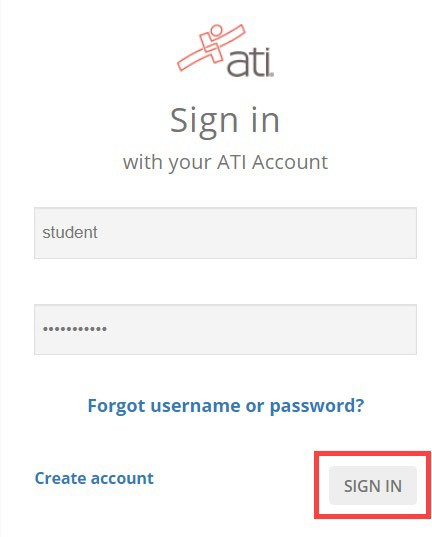 ati
Sign in
with your ATI Account
student
•••••••••••
Forgot username or password?
Create account
SIGN IN